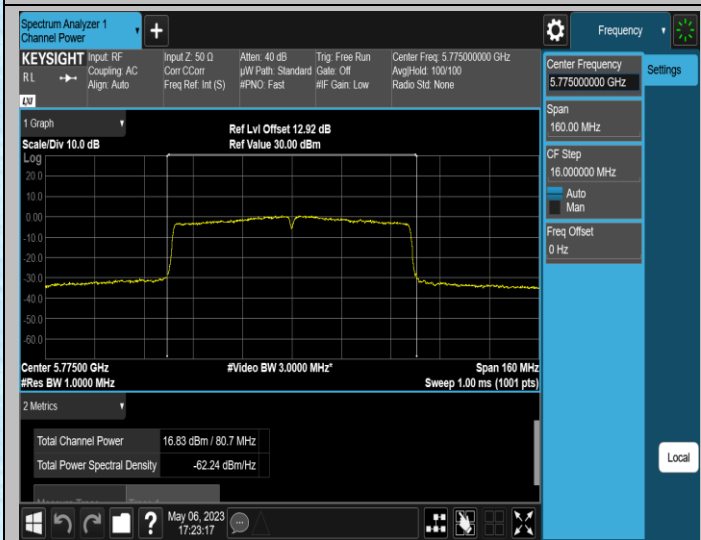 Spectrum Analyzer 1
Channel Power
Frequency
KEYSIGHT
R L
LXI
Input: RF
Coupling: AC
Align: Auto
Input Z: 50 Ω
Corr CCorr
Freq Ref: Int (S)
Atten: 40 dB
µW Path: Standard
#PNO: Fast
Trig: Free Run
Gate: Off
#IF Gain: Low
Center Freq: 5.775000000 GHz
Avg|Hold: 100/100
Radio Std: None
Center Frequency
5.775000000 GHz
Settings
Span
160.00 MHz
CF Step
16.000000 MHz
Auto
Man
Freq Offset
0 Hz
1 Graph
Scale/Div 10.0 dB
Ref Lvl Offset 12.92 dB
Ref Value 30.00 dBm
Log
20.0
10.0
0.00
-10.0
-20.0
-30.0
-40.0
-50.0
-60.0
Center 5.77500 GHz
#Res BW 1.0000 MHz
#Video BW 3.0000 MHz*
Span 160 MHz
Sweep 1.00 ms (1001 pts)
2 Metrics
Total Channel Power 16.83 dBm / 80.7 MHz
Total Power Spectral Density -62.24 dBm/Hz
Local
May 06, 2023
17:23:17